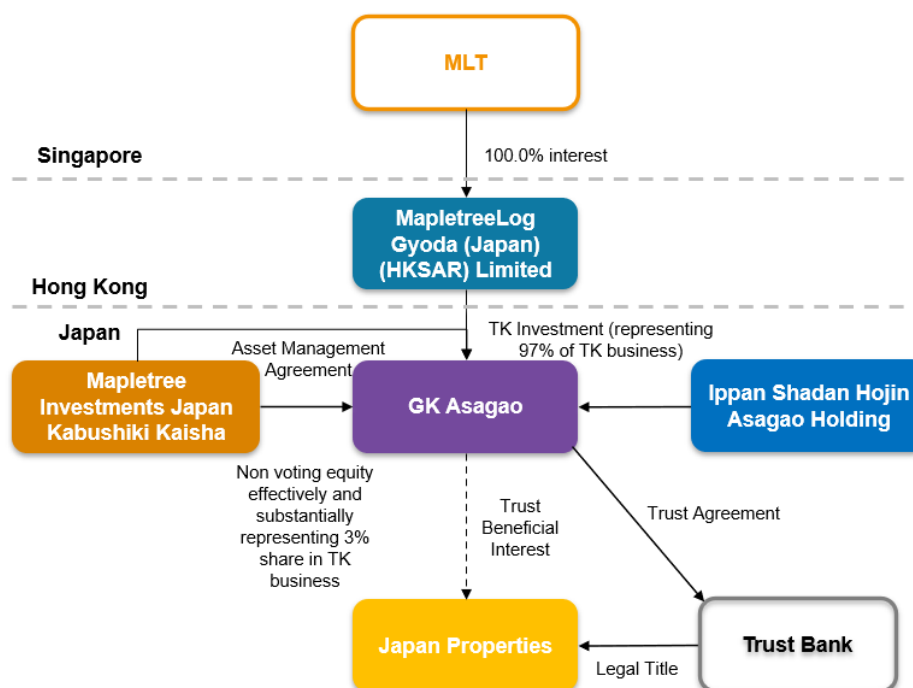 MLT
Singapore
100.0% interest
MapletreeLog
Gyoda (Japan)
(HKSAR) Limited
Hong Kong
Japan
Asset Management
Agreement
TK Investment (representing
97% of TK business)
Mapletree
Investments Japan
Kabushiki Kaisha
GK Asagao
Ippan Shadan Hojin
Asagao Holding
Non voting equity
effectively and
substantially
representing 3%
share in TK
business
Trust
Beneficial
Interest
Trust Agreement
Japan Properties
Legal Title
Trust Bank